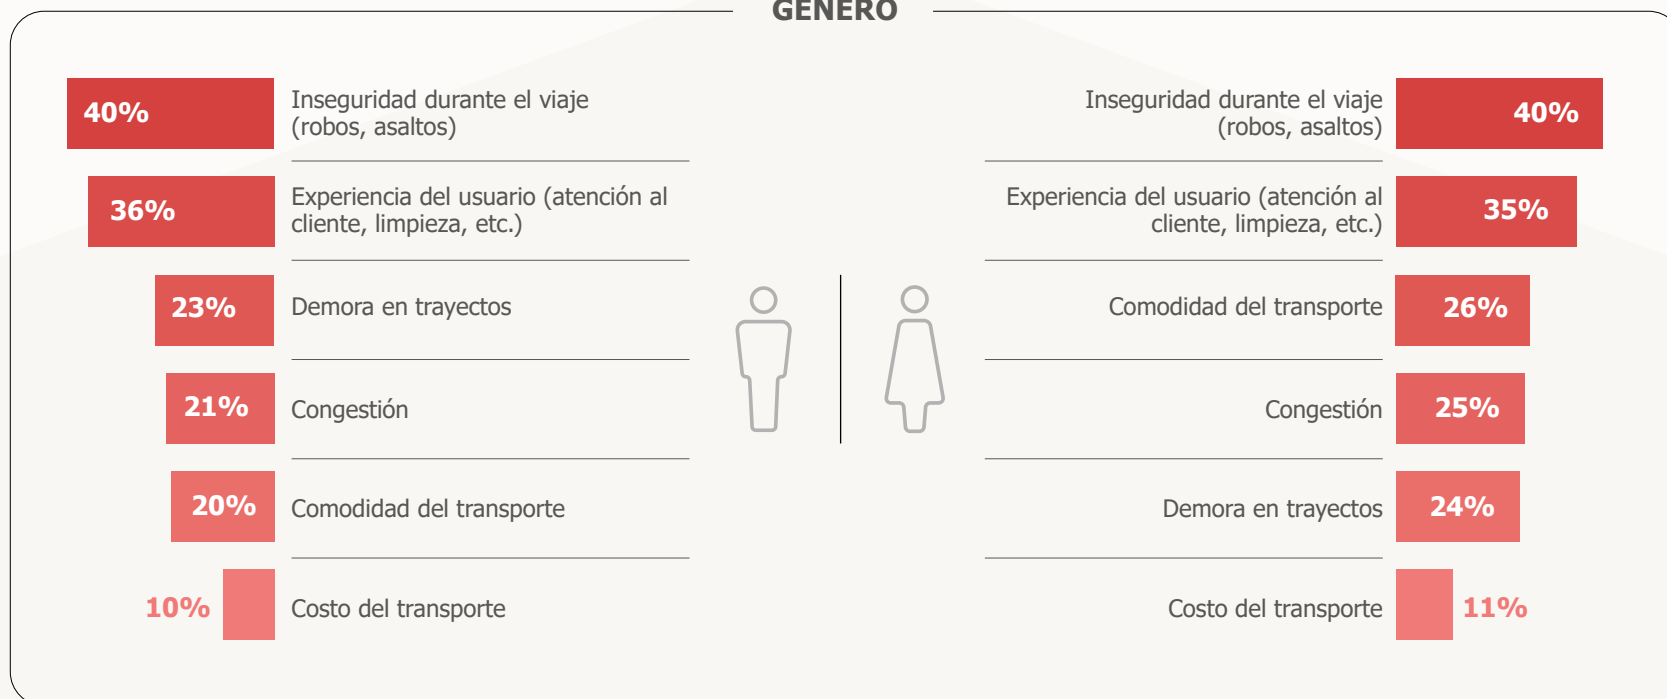 GÉNERO
40%
Inseguridad durante el viaje
(robos, asaltos)
36%
Experiencia del usuario (atención al
cliente, limpieza, etc.)
23%
Demora en trayectos
21%
Congestión
20%
Comodidad del transporte
10%
Costo del transporte
Inseguridad durante el viaje
(robos, asaltos)
40%
Experiencia del usuario (atención al
cliente, limpieza, etc.)
35%
Comodidad del transporte
26%
Congestión
25%
Demora en trayectos
24%
Costo del transporte
11%